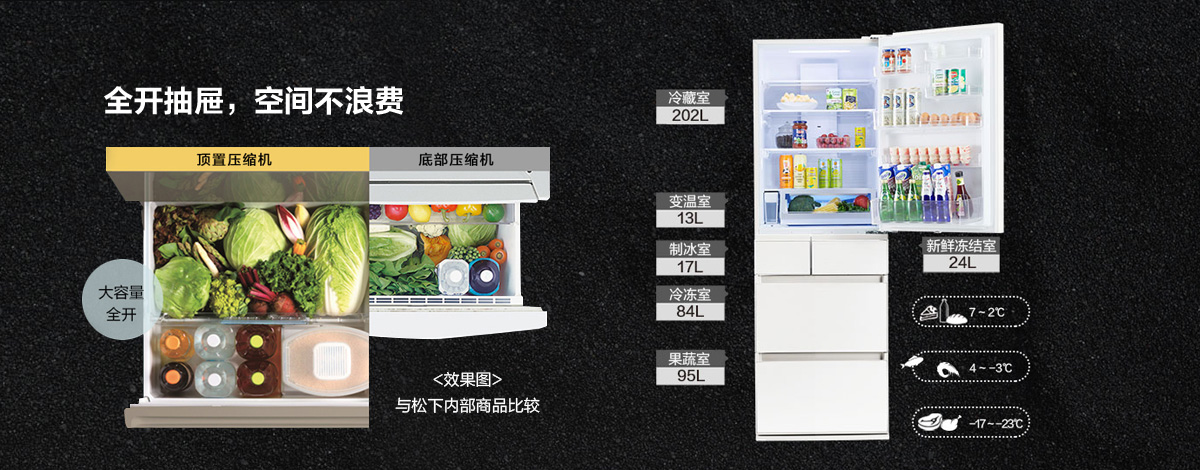 全开抽屉，空间不浪费
顶置压缩机
底部压缩机
大容量
全开
<效果图>
与松下内部商品比较
冷藏室
202L
变温室
13L
制冰室
17L
冷冻室
84L
果蔬室
95L
新鲜冻结室
24L
7～2℃
4～-3℃
-17～-23℃